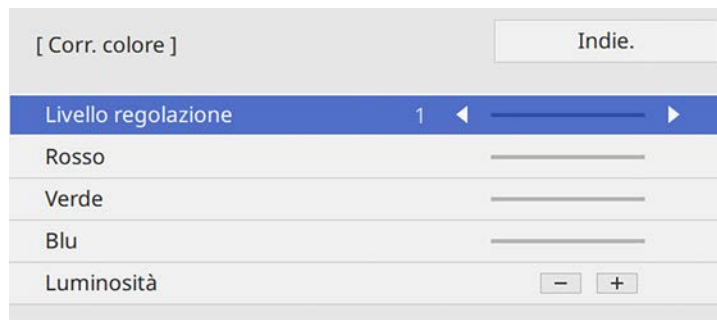 [ Corr. colore ]
Indie.
Livello regolazione 1
Rosso
Verde
Blu
Luminosità − +